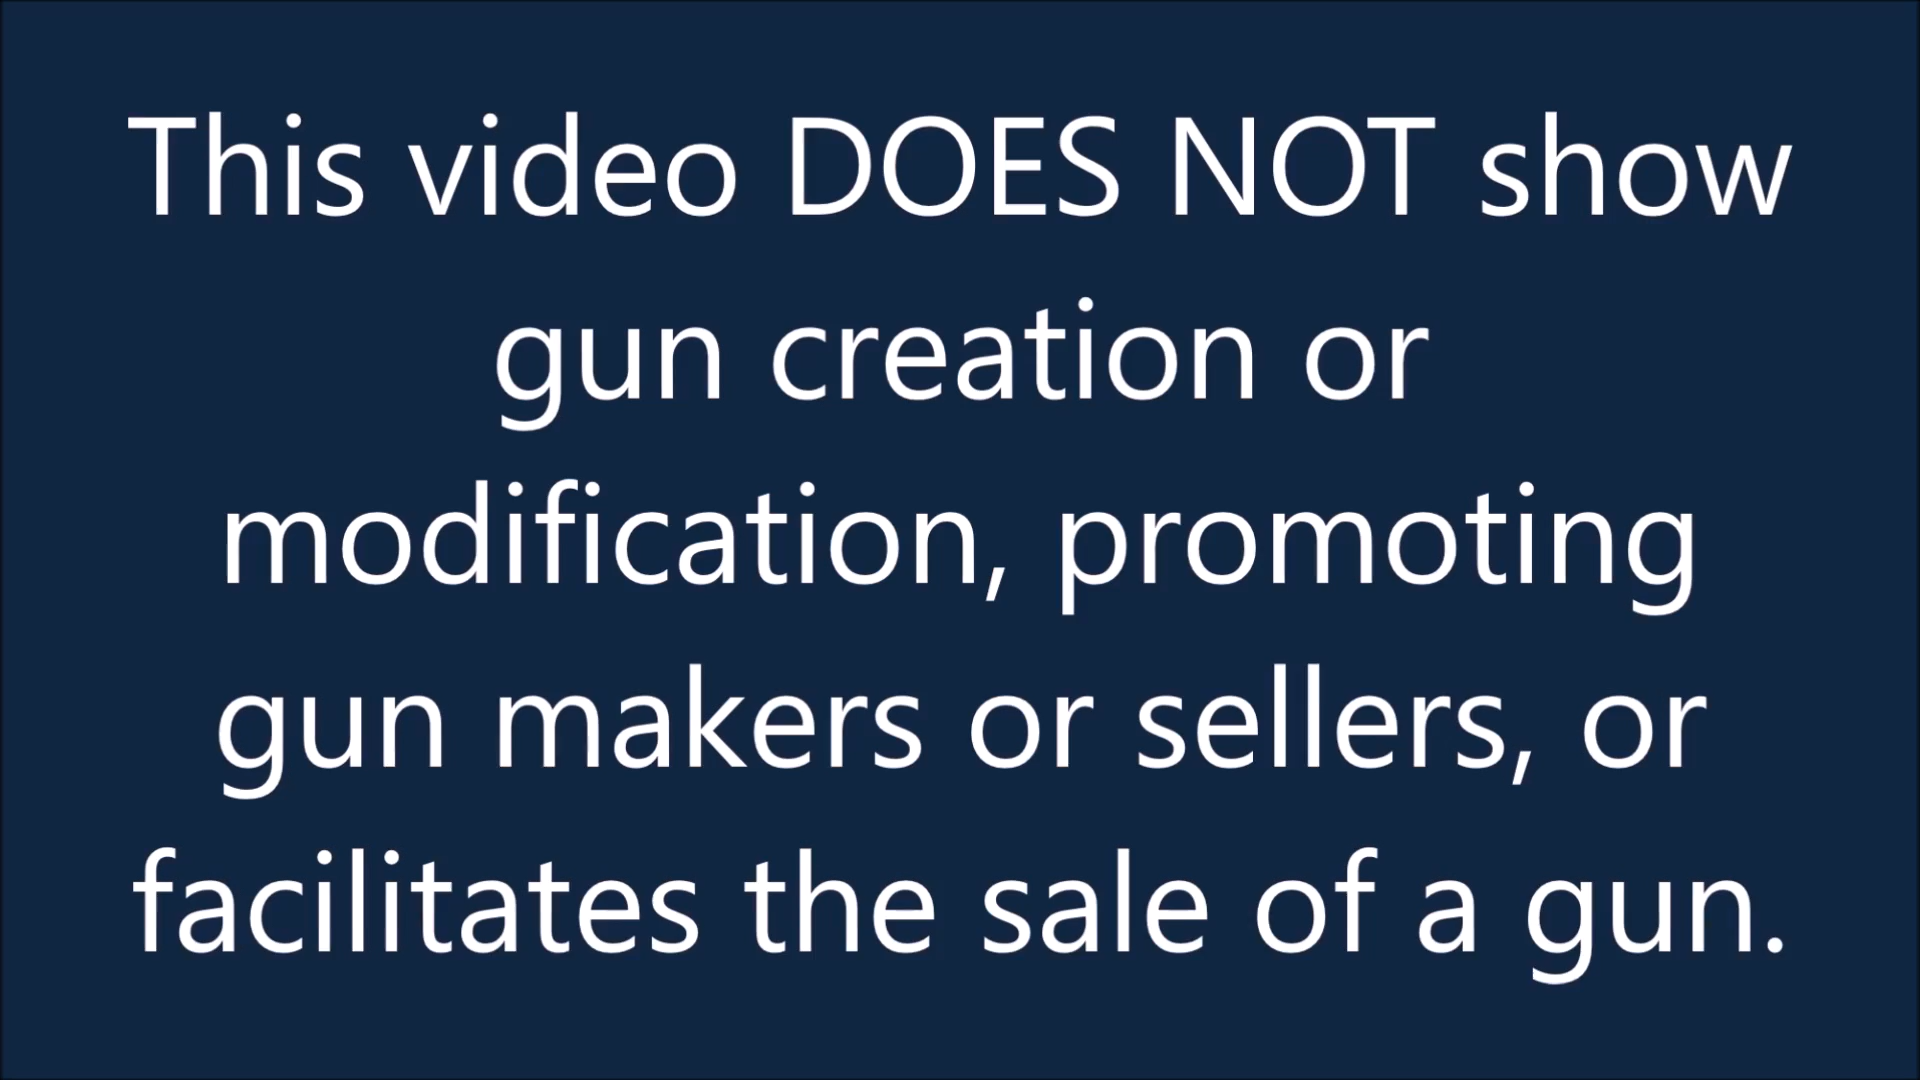 This video DOES NOT show
gun creation or
modification, promoting
gun makers or sellers, or
facilitates the sale of a gun.